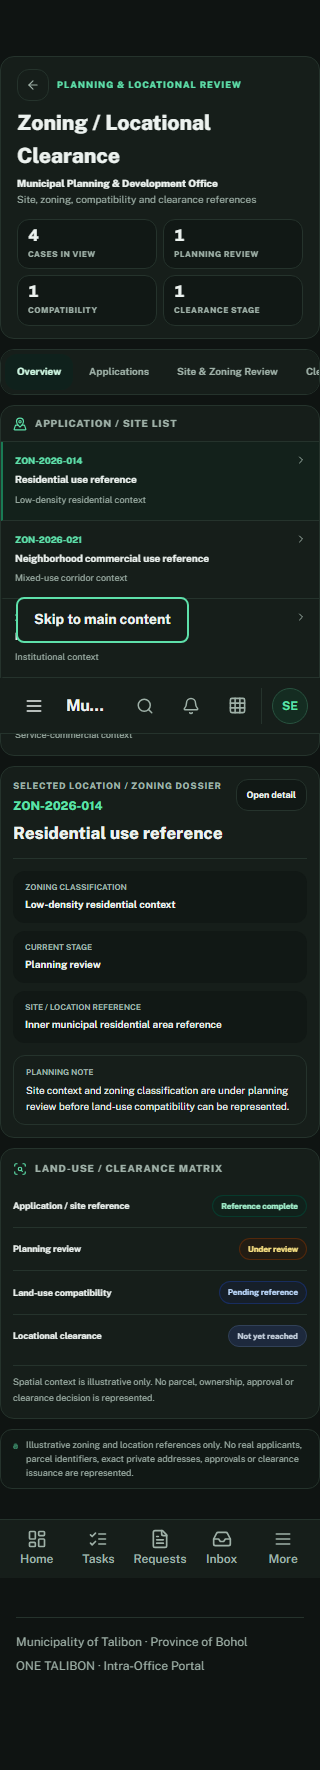 PLANNING & LOCATIONAL REVIEW
Zoning / Locational
Clearance
Municipal Planning & Development Office
Site, zoning, compatibility and clearance references
4
CASES IN VIEW
1
PLANNING REVIEW
1
COMPATIBILITY
1
CLEARANCE STAGE
Overview
Applications
Site & Zoning Review
APPLICATION / SITE LIST
ZON-2026-014
Residential use reference
Low-density residential context
ZON-2026-021
Neighborhood commercial use reference
Mixed-use corridor context
Skip to main content
Institutional context
Mu...
SE
Service-commercial context
SELECTED LOCATION / ZONING DOSSIER
ZON-2026-014
Open detail
Residential use reference
ZONING CLASSIFICATION
Low-density residential context
CURRENT STAGE
Planning review
SITE / LOCATION REFERENCE
Inner municipal residential area reference
PLANNING NOTE
Site context and zoning classification are under planning
review before land-use compatibility can be represented.
LAND-USE / CLEARANCE MATRIX
Application / site reference
Reference complete
Planning review
Under review
Land-use compatibility
Pending reference
Locational clearance
Not yet reached
Spatial context is illustrative only. No parcel, ownership, approval or
clearance decision is represented.
Illustrative zoning and location references only. No real applicants,
parcel identifiers, exact private addresses, approvals or clearance
issuance are represented.
Home
Tasks
Requests
Inbox
More
Municipality of Talibon · Province of Bohol
ONE TALIBON · Intra-Office Portal